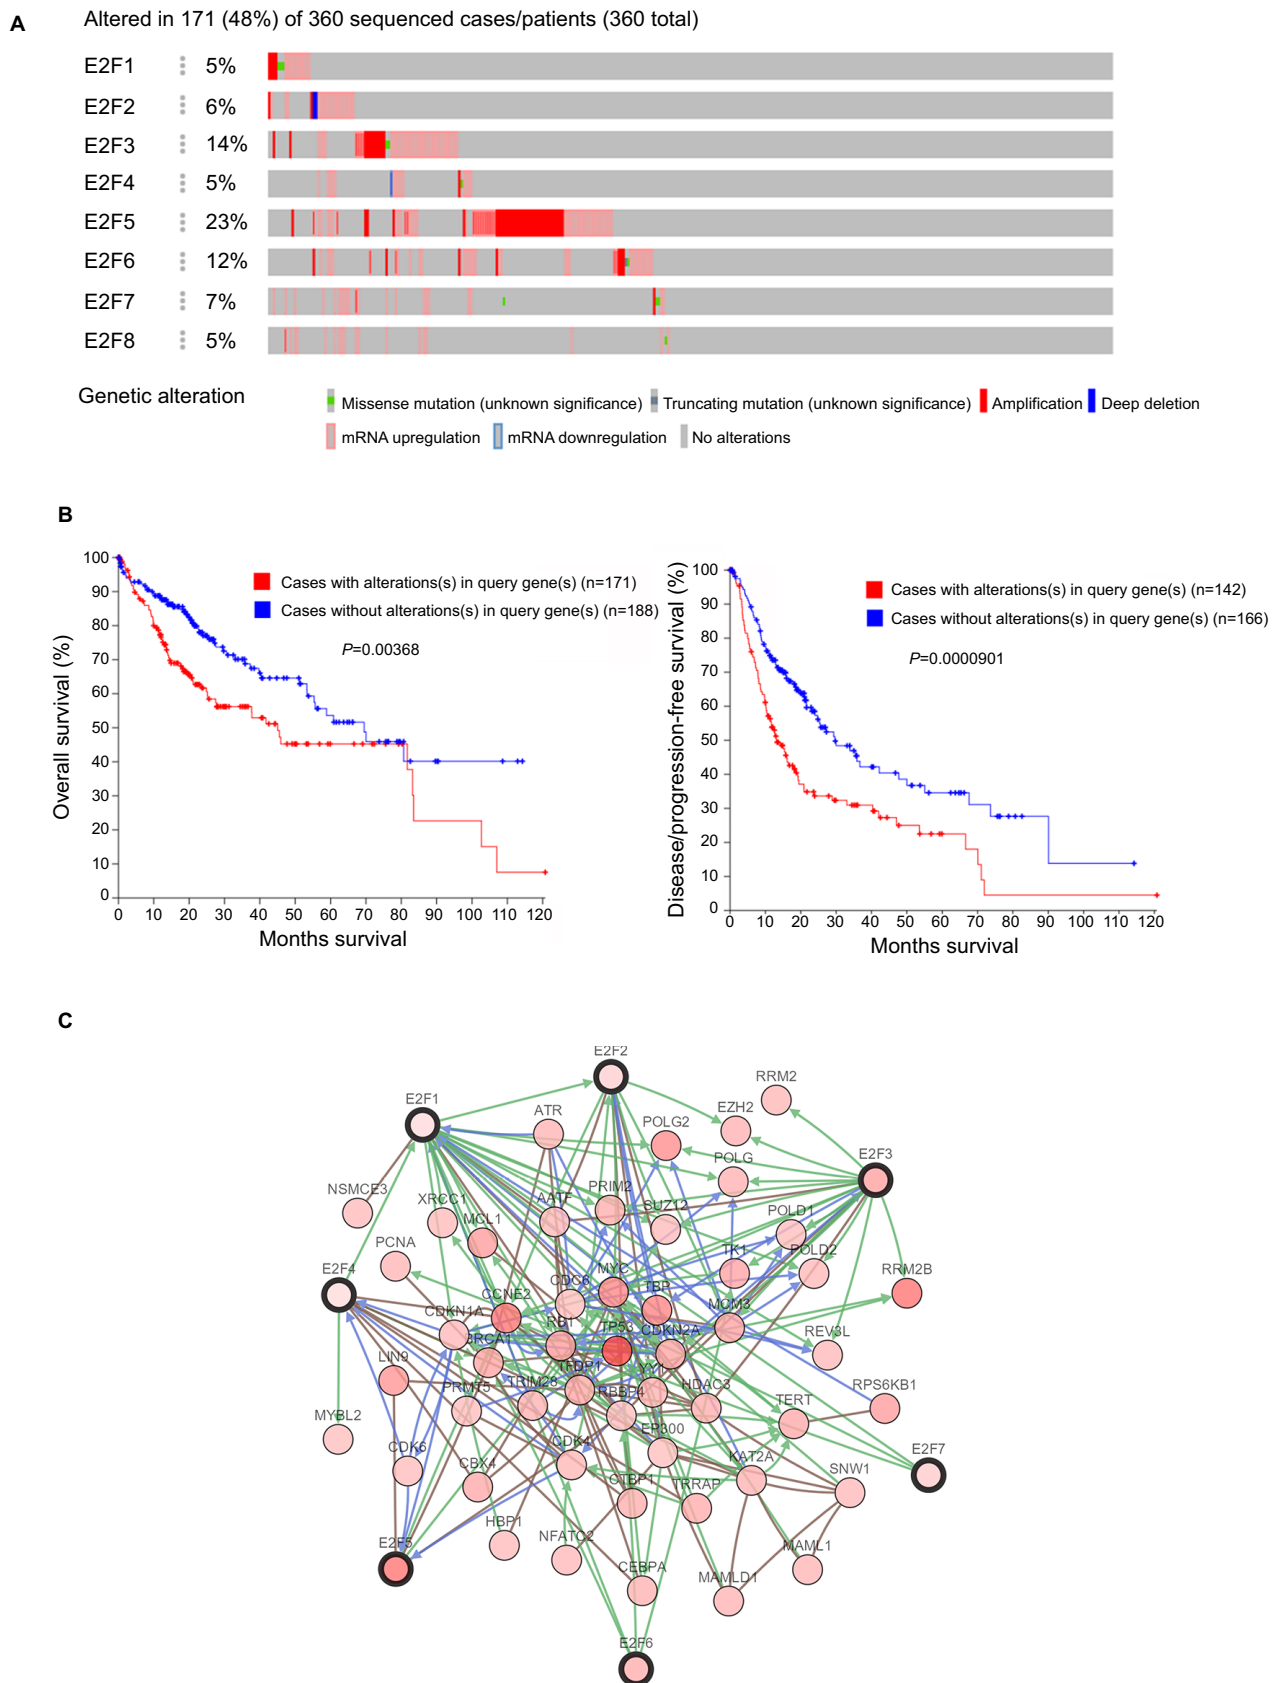 A
Altered in 171 (48%) of 360 sequenced cases/patients (360 total)
E2F1 5%
E2F2 6%
E2F3 14%
E2F4 5%
E2F5 23%
E2F6 12%
E2F7 7%
E2F8 5%
Genetic alteration
Missense mutation (unknown significance) Truncating mutation (unknown significance) Amplification Deep deletion
mRNA upregulation mRNA downregulation No alterations
B
Overall survival (%)
100
90
80
70
60
50
40
30
20
10
0
0 10 20 30 40 50 60 70 80 90 100 110 120
Months survival
Cases with alterations(s) in query gene(s) (n=171)
Cases without alterations(s) in query gene(s) (n=188)
P=0.00368
Disease/progression-free survival (%)
100
90
80
70
60
50
40
30
20
10
0
0 10 20 30 40 50 60 70 80 90 100 110 120
Months survival
Cases with alterations(s) in query gene(s) (n=142)
Cases without alterations(s) in query gene(s) (n=166)
P=0.0000901
C
E2F2
RRM2
E2F1
ATR
POLG2
EZH2
E2F3
POLG
NSMCE3
XRCC1
AATF
PRIM2
SUZ12
POLD1
MCL1
PCNA
TK1
POLD2
E2F4
CCNE2
CDC6
MYC
TBP
RRM2B
CDKN1A
RB1
TP53
CDKN2A
MCM3
REV3L
BRCA1
LIN9
TFDP1
YY1
PRMT5
TRIM28
RBBP4
HDAC3
TERT
RPS6KB1
MYBL2
CDK6
CDK4
EP300
KAT2A
E2F7
CBX4
CTBP1
TRRAP
SNW1
E2F5
HBP1
NFATC2
CEBPA
MAMLD1
MAML1
E2F6